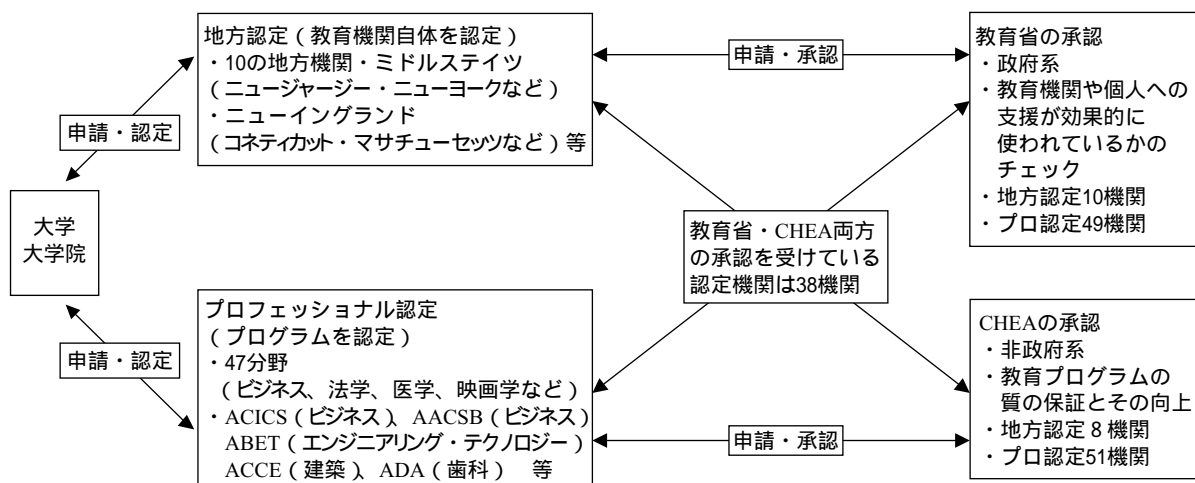 地方認定（教育機関自体を認定）
・10の地方機関・ミドルステイツ
（ニュージャージー・ニューヨークなど）
・ニューイングランド
（コネティカット・マサチューセッツなど）等
申請・承認
教育省の承認
・政府系
・教育機関や個人への
支援が効果的に
使われているかの
チェック
・地方認定10機関
・プロ認定49機関
申請・認定
大学
大学院
教育省・CHEA両方
の承認を受けている
認定機関は38機関
申請・認定
プロフェッショナル認定
（プログラムを認定）
・47分野
（ビジネス、法学、医学、映画学など）
・ACICS（ビジネス）、AACSB（ビジネス）
ABET（エンジニアリング・テクノロジー）
ACCE（建築）、ADA（歯科）　等
申請・承認
CHEAの承認
・非政府系
・教育プログラムの
質の保証とその向上
・地方認定８機関
・プロ認定51機関